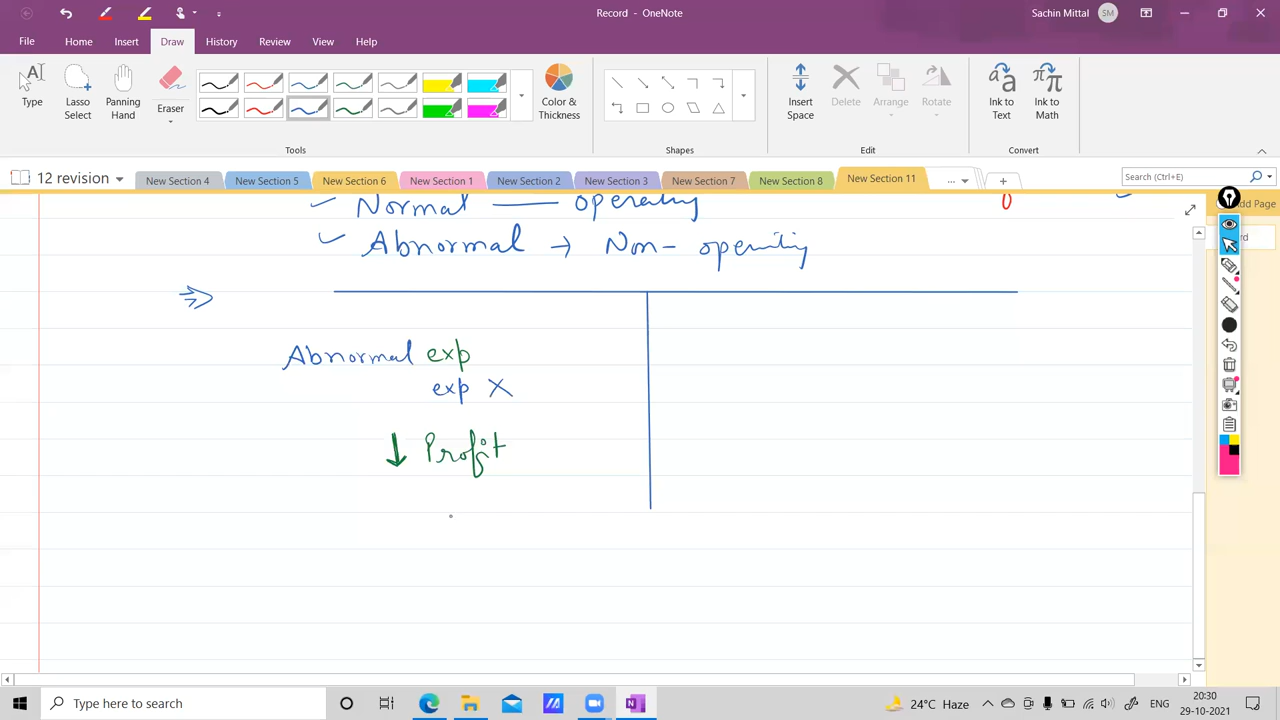 Record - OneNote
Sachin Mittal SM
File Home Insert Draw History Review View Help
Type
Lasso Select
Panning Hand
Eraser
Color & Thickness
Insert Space
Delete
Arrange
Rotate
Ink to Text
Ink to Math
Tools Shapes Edit Convert
12 revision
New Section 4 New Section 5 New Section 6 New Section 1 New Section 2 New Section 3 New Section 7 New Section 8 New Section 11 ... +
Search (Ctrl+E)
Add Page
Normal — operating
0
Abnormal → Non-operating
Abnormal exp
exp X
↓ Profit
Type here to search
24°C Haze
ENG
20:30
29-10-2021